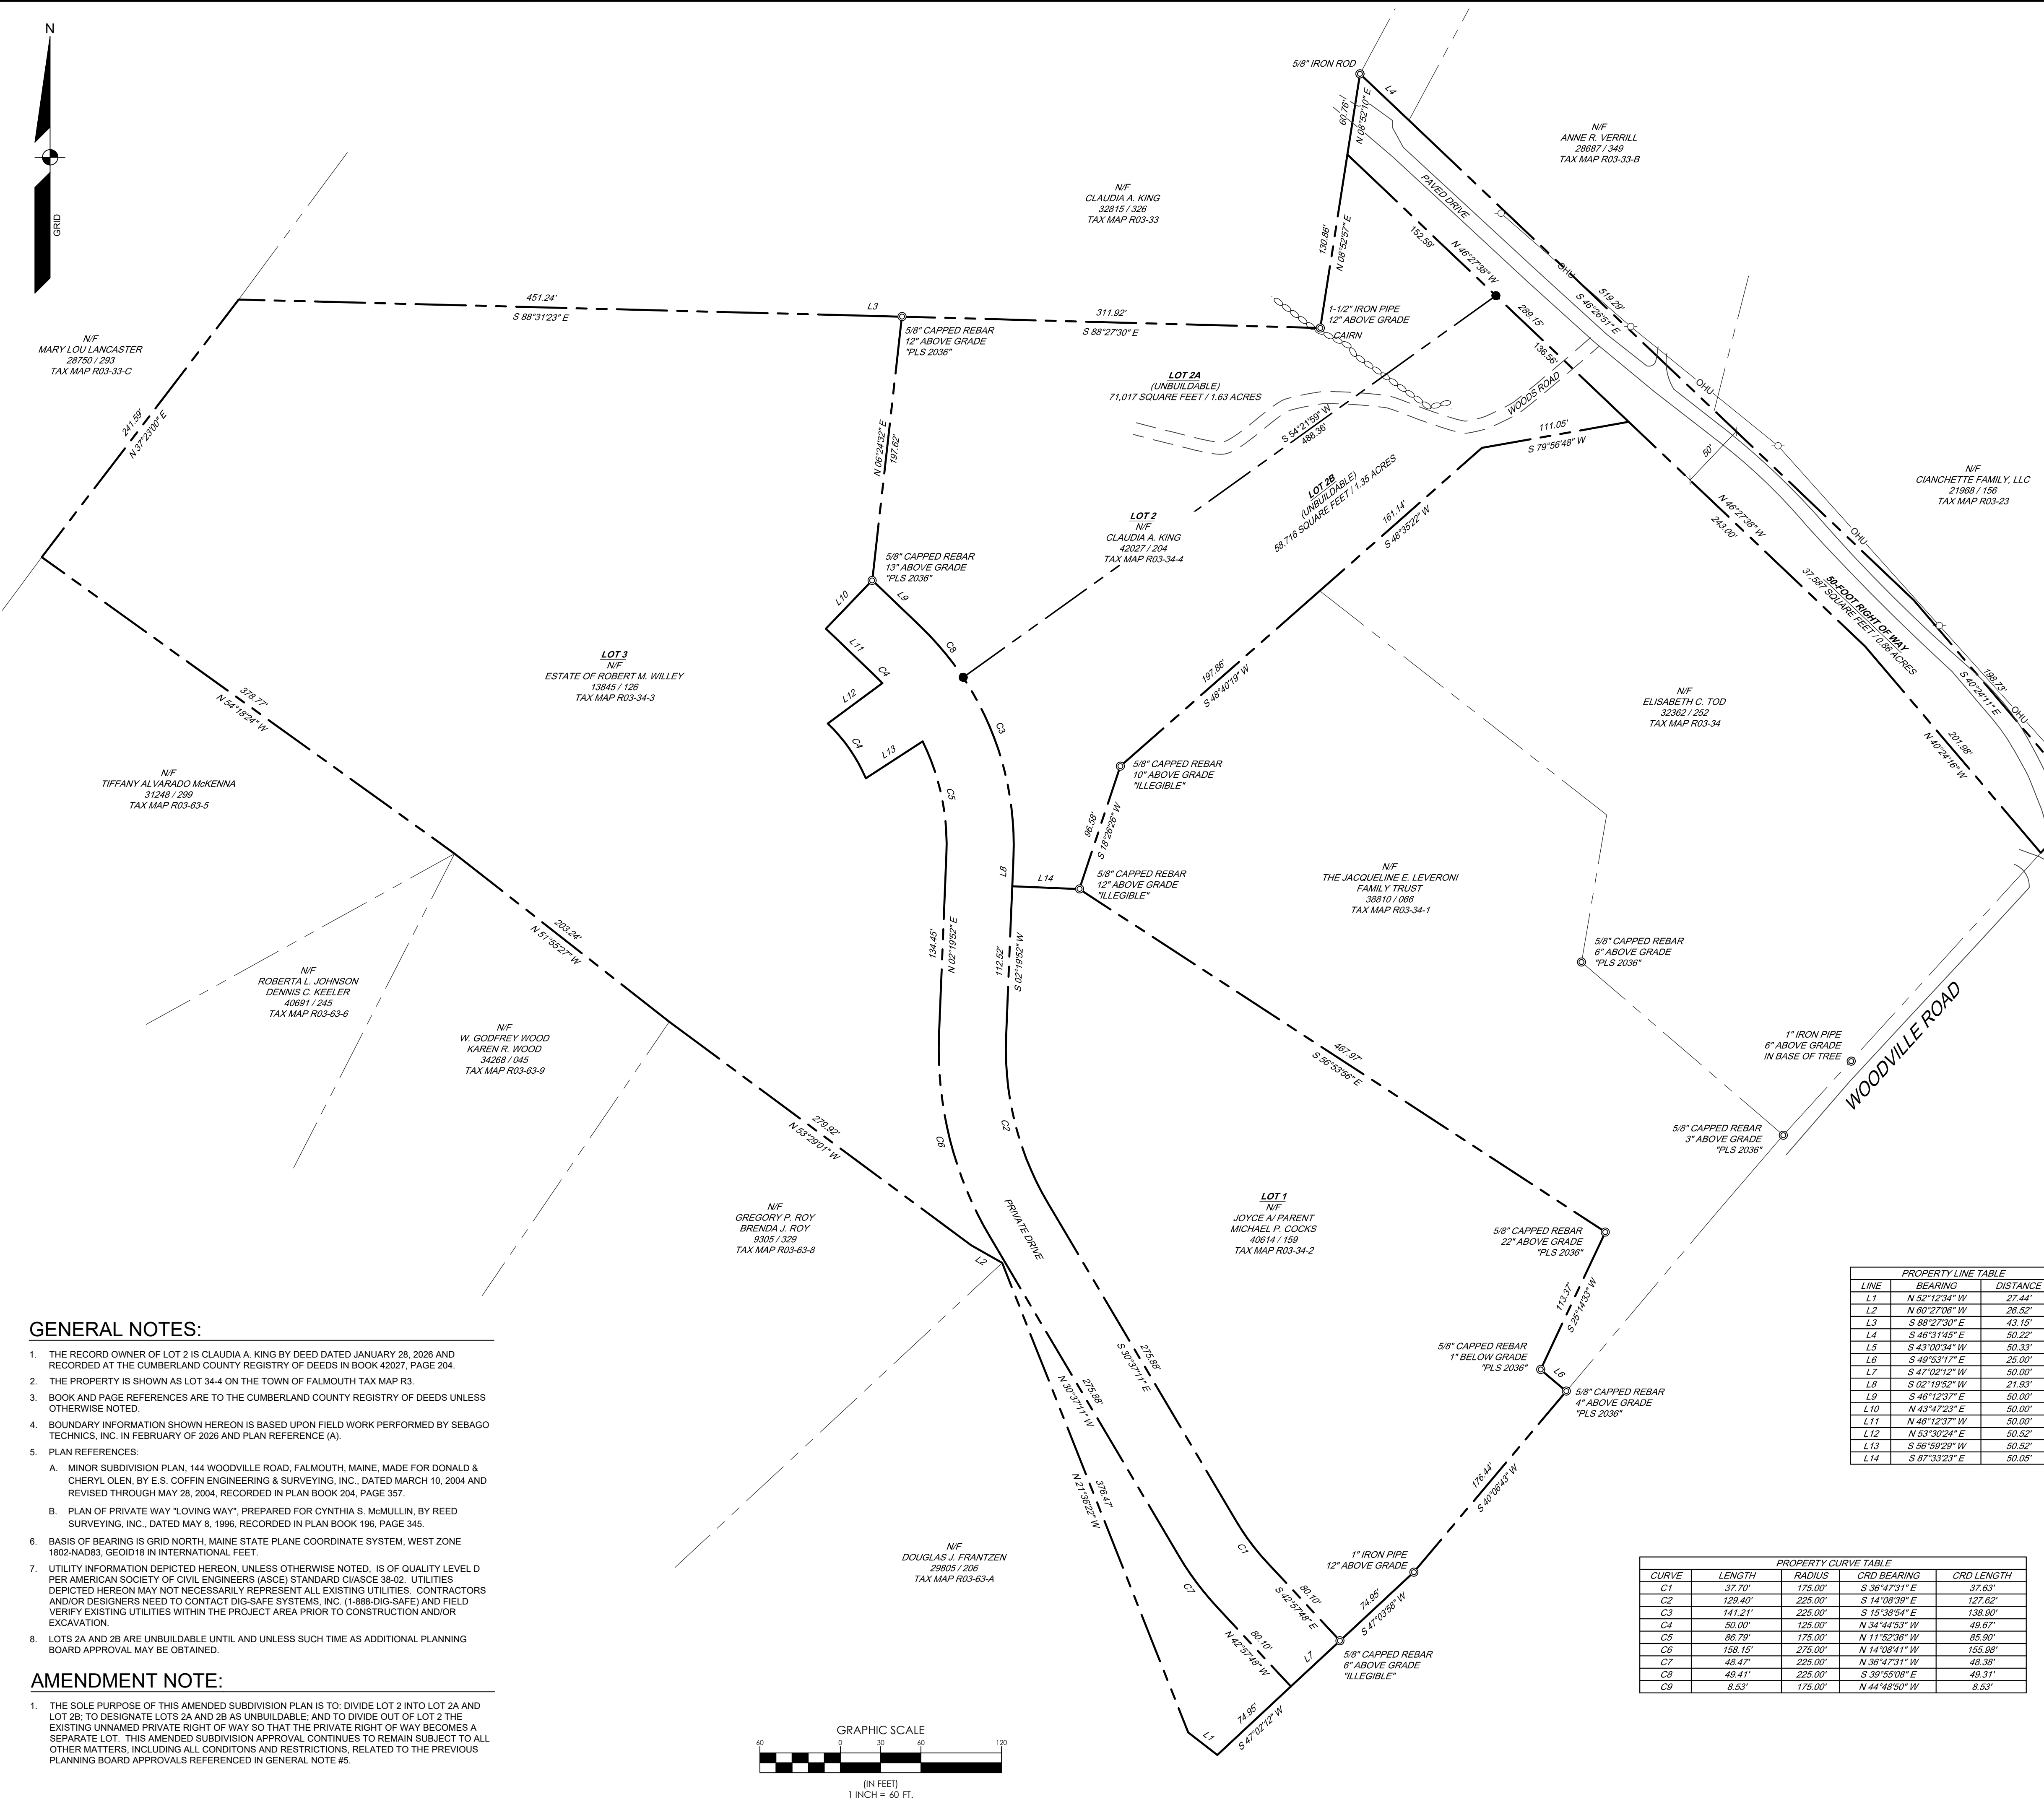 N
GRID
5/8" IRON ROD
L4
60.76'
N 08°52'10" E
N/F
ANNE R. VERRILL
28687 / 349
TAX MAP R03-33-B
PAVED DRIVE
N/F
CLAUDIA A. KING
32815 / 326
TAX MAP R03-33
130.86'
N 08°52'57" E
152.59'
N 46°27'38" W
OHU
519.29'
S 46°26'51" E
289.15'
136.56'
451.24'
S 88°31'23" E
L3
311.92'
S 88°27'30" E
1-1/2" IRON PIPE
12" ABOVE GRADE
CAIRN
5/8" CAPPED REBAR
12" ABOVE GRADE
"PLS 2036"
N/F
MARY LOU LANCASTER
28750 / 293
TAX MAP R03-33-C
241.59'
N 37°23'00" E
LOT 2A
(UNBUILDABLE)
71,017 SQUARE FEET / 1.63 ACRES
WOODS ROAD
OHU
S 54°21'59" W
488.36'
111.05'
S 79°56'48" W
50'
N 06°24'32" E
197.62'
LOT 2B
(UNBUILDABLE)
58,716 SQUARE FEET / 1.35 ACRES
161.14'
S 48°35'22" W
N/F
CIANCHETTE FAMILY, LLC
21968 / 156
TAX MAP R03-23
N 46°27'38" W
243.00'
OHU
LOT 2
N/F
CLAUDIA A. KING
42027 / 204
TAX MAP R03-34-4
5/8" CAPPED REBAR
13" ABOVE GRADE
"PLS 2036"
50-FOOT RIGHT OF WAY
37,587 SQUARE FEET / 0.86 ACRES
L10
L9
L11
C8
C4
L12
C4
L13
C3
C5
LOT 3
N/F
ESTATE OF ROBERT M. WILLEY
13845 / 126
TAX MAP R03-34-3
197.86'
S 48°40'19" W
N/F
ELISABETH C. TOD
32362 / 252
TAX MAP R03-34
198.73'
S 40°24'11" E
OHU
201.98'
N 40°24'16" W
378.77'
N 54°18'24" W
N/F
TIFFANY ALVARADO McKENNA
31248 / 299
TAX MAP R03-63-5
5/8" CAPPED REBAR
10" ABOVE GRADE
"ILLEGIBLE"
96.58'
S 18°26'26" W
L8
L14
5/8" CAPPED REBAR
12" ABOVE GRADE
"ILLEGIBLE"
N/F
THE JACQUELINE E. LEVERONI
FAMILY TRUST
38810 / 066
TAX MAP R03-34-1
203.24'
N 51°55'27" W
134.45'
N 02°19'52" E
112.52'
S 02°19'52" W
5/8" CAPPED REBAR
6" ABOVE GRADE
"PLS 2036"
N/F
ROBERTA L. JOHNSON
DENNIS C. KEELER
40691 / 245
TAX MAP R03-63-6
N/F
W. GODFREY WOOD
KAREN R. WOOD
34268 / 045
TAX MAP R03-63-9
467.97'
S 56°53'56" E
1" IRON PIPE
6" ABOVE GRADE
IN BASE OF TREE
WOODVILLE ROAD
279.92'
N 53°29'01" W
C6
C2
5/8" CAPPED REBAR
3" ABOVE GRADE
"PLS 2036"
N/F
GREGORY P. ROY
BRENDA J. ROY
9305 / 329
TAX MAP R03-63-8
L2
PRIVATE DRIVE
LOT 1
N/F
JOYCE A/ PARENT
MICHAEL P. COCKS
40614 / 159
TAX MAP R03-34-2
5/8" CAPPED REBAR
22" ABOVE GRADE
"PLS 2036"
113.37'
S 25°14'33" W
5/8" CAPPED REBAR
1" BELOW GRADE
"PLS 2036"
L6
5/8" CAPPED REBAR
4" ABOVE GRADE
"PLS 2036"
275.88'
S 30°37'11" E
275.88'
N 30°37'11" W
376.47'
N 21°36'22" W
176.44'
S 40°06'43" W
N/F
DOUGLAS J. FRANTZEN
29805 / 206
TAX MAP R03-63-A
C1
C7
1" IRON PIPE
12" ABOVE GRADE
80.10'
S 42°57'48" E
74.95'
S 47°03'58" W
80.10'
N 42°57'48" W
L7
5/8" CAPPED REBAR
6" ABOVE GRADE
"ILLEGIBLE"
L1
74.95'
S 47°02'12" W
PROPERTY LINE TABLE
LINE BEARING DISTANCE
L1 N 52°12'34" W 27.44'
L2 N 60°27'06" W 26.52'
L3 S 88°27'30" E 43.15'
L4 S 46°31'45" E 50.22'
L5 S 43°00'34" W 50.33'
L6 S 49°53'17" E 25.00'
L7 S 47°02'12" W 50.00'
L8 S 02°19'52" W 21.93'
L9 S 46°12'37" E 50.00'
L10 N 43°47'23" E 50.00'
L11 N 46°12'37" W 50.00'
L12 N 53°30'24" E 50.52'
L13 S 56°59'29" W 50.52'
L14 S 87°33'23" E 50.05'
PROPERTY CURVE TABLE
CURVE LENGTH RADIUS CRD BEARING CRD LENGTH
C1 37.70' 175.00' S 36°47'31" E 37.63'
C2 129.40' 225.00' S 14°08'39" E 127.62'
C3 141.21' 225.00' S 15°38'54" E 138.90'
C4 50.00' 125.00' N 34°44'53" W 49.67'
C5 86.79' 175.00' N 11°52'36" W 85.90'
C6 158.15' 275.00' N 14°08'41" W 155.98'
C7 48.47' 225.00' N 36°47'31" W 48.38'
C8 49.41' 225.00' S 39°55'08" E 49.31'
C9 8.53' 175.00' N 44°48'50" W 8.53'
GENERAL NOTES:
1. THE RECORD OWNER OF LOT 2 IS CLAUDIA A. KING BY DEED DATED JANUARY 28, 2026 AND
RECORDED AT THE CUMBERLAND COUNTY REGISTRY OF DEEDS IN BOOK 42027, PAGE 204.
2. THE PROPERTY IS SHOWN AS LOT 34-4 ON THE TOWN OF FALMOUTH TAX MAP R3.
3. BOOK AND PAGE REFERENCES ARE TO THE CUMBERLAND COUNTY REGISTRY OF DEEDS UNLESS
OTHERWISE NOTED.
4. BOUNDARY INFORMATION SHOWN HEREON IS BASED UPON FIELD WORK PERFORMED BY SEBAGO
TECHNICS, INC. IN FEBRUARY OF 2026 AND PLAN REFERENCE (A).
5. PLAN REFERENCES:
A. MINOR SUBDIVISION PLAN, 144 WOODVILLE ROAD, FALMOUTH, MAINE, MADE FOR DONALD &
CHERYL OLEN, BY E.S. COFFIN ENGINEERING & SURVEYING, INC., DATED MARCH 10, 2004 AND
REVISED THROUGH MAY 28, 2004, RECORDED IN PLAN BOOK 204, PAGE 357.
B. PLAN OF PRIVATE WAY "LOVING WAY", PREPARED FOR CYNTHIA S. McMULLIN, BY REED
SURVEYING, INC., DATED MAY 8, 1996, RECORDED IN PLAN BOOK 196, PAGE 345.
6. BASIS OF BEARING IS GRID NORTH, MAINE STATE PLANE COORDINATE SYSTEM, WEST ZONE
1802-NAD83, GEOID18 IN INTERNATIONAL FEET.
7. UTILITY INFORMATION DEPICTED HEREON, UNLESS OTHERWISE NOTED, IS OF QUALITY LEVEL D
PER AMERICAN SOCIETY OF CIVIL ENGINEERS (ASCE) STANDARD CI/ASCE 38-02. UTILITIES
DEPICTED HEREON MAY NOT NECESSARILY REPRESENT ALL EXISTING UTILITIES. CONTRACTORS
AND/OR DESIGNERS NEED TO CONTACT DIG-SAFE SYSTEMS, INC. (1-888-DIG-SAFE) AND FIELD
VERIFY EXISTING UTILITIES WITHIN THE PROJECT AREA PRIOR TO CONSTRUCTION AND/OR
EXCAVATION.
8. LOTS 2A AND 2B ARE UNBUILDABLE UNTIL AND UNLESS SUCH TIME AS ADDITIONAL PLANNING
BOARD APPROVAL MAY BE OBTAINED.
AMENDMENT NOTE:
1. THE SOLE PURPOSE OF THIS AMENDED SUBDIVISION PLAN IS TO: DIVIDE LOT 2 INTO LOT 2A AND
LOT 2B; TO DESIGNATE LOTS 2A AND 2B AS UNBUILDABLE; AND TO DIVIDE OUT OF LOT 2 THE
EXISTING UNNAMED PRIVATE RIGHT OF WAY SO THAT THE PRIVATE RIGHT OF WAY BECOMES A
SEPARATE LOT. THIS AMENDED SUBDIVISION APPROVAL CONTINUES TO REMAIN SUBJECT TO ALL
OTHER MATTERS, INCLUDING ALL CONDITONS AND RESTRICTIONS, RELATED TO THE PREVIOUS
PLANNING BOARD APPROVALS REFERENCED IN GENERAL NOTE #5.
GRAPHIC SCALE
60 0 30 60 120
(IN FEET)
1 INCH = 60 FT.